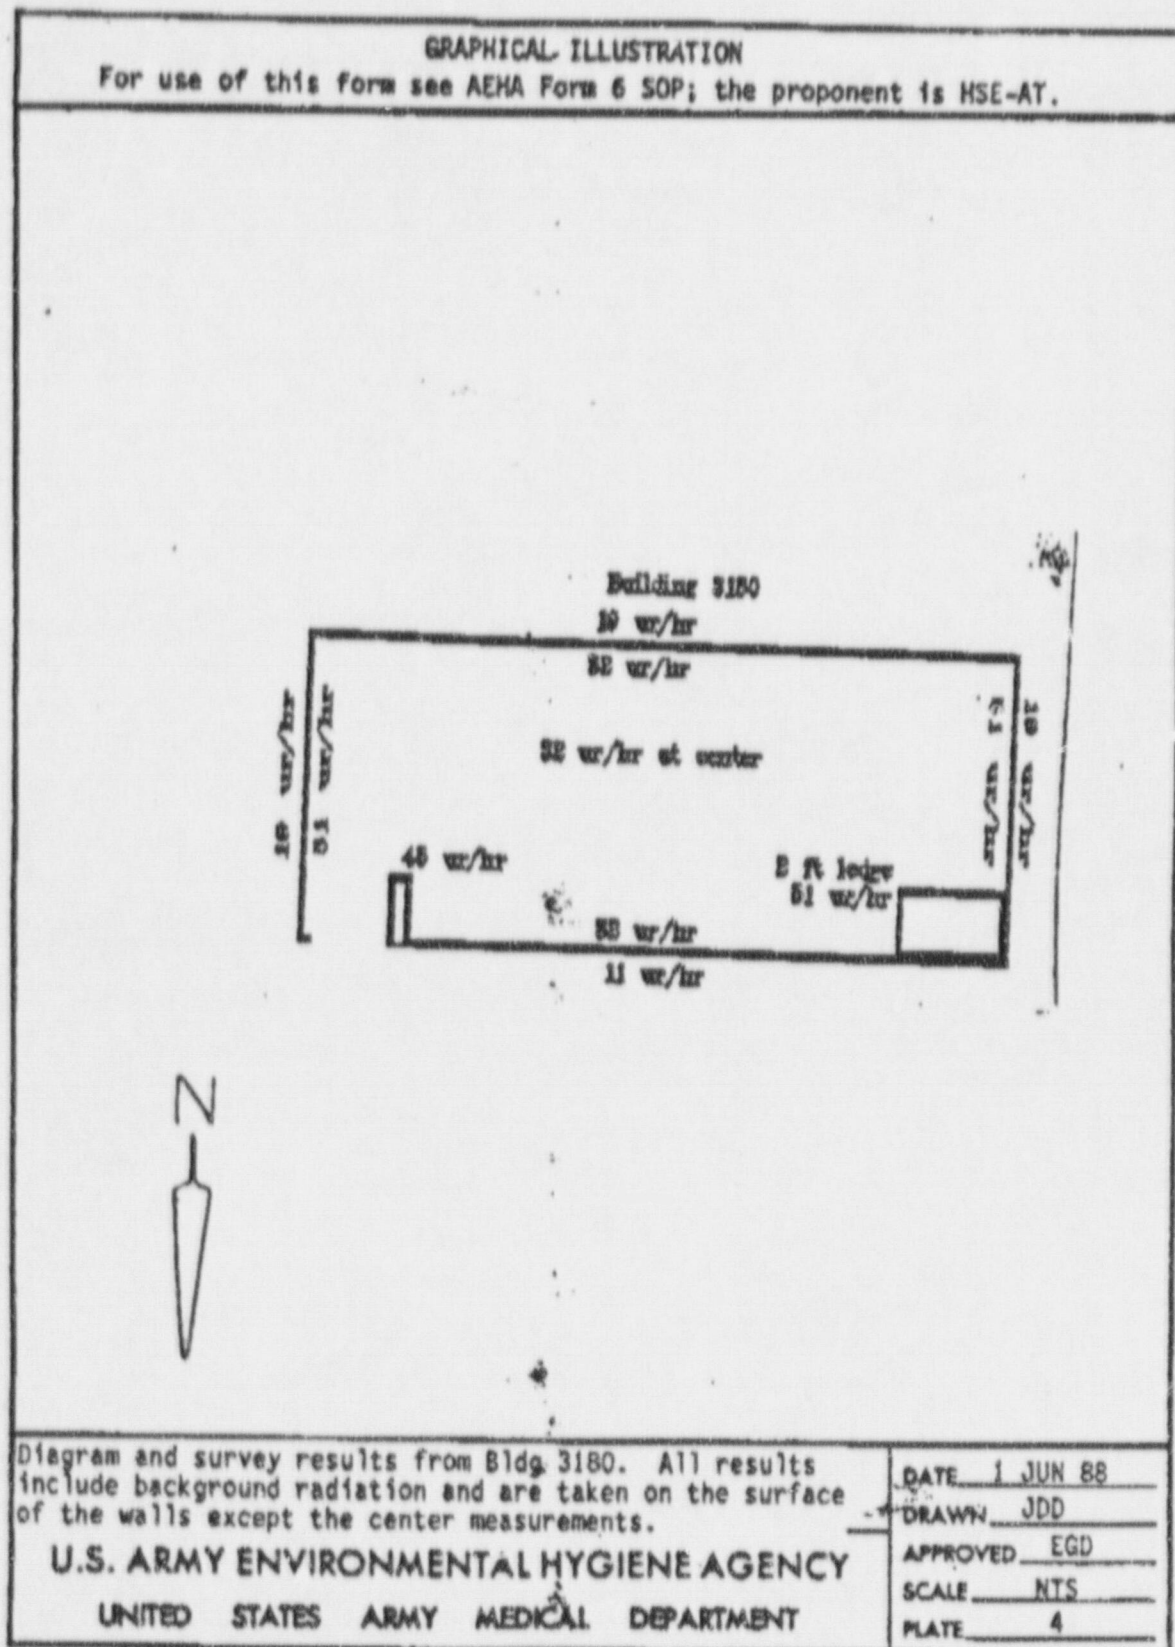 GRAPHICAL ILLUSTRATION
For use of this form see AEHA Form 6 SOP; the proponent is HSE-AT.
Building 3180
ur/hr
ur/hr
ur/hr at center
ur/hr
ur/hr
ur/hr
ur/hr
45 ur/hr
ft ledge
51 ur/hr
ur/hr
11 ur/hr
N
Diagram and survey results from Bldg 3180. All results
include background radiation and are taken on the surface
of the walls except the center measurements.
U.S. ARMY ENVIRONMENTAL HYGIENE AGENCY
UNITED STATES ARMY MEDICAL DEPARTMENT
DATE 1 JUN 88
DRAWN JDD
APPROVED EGD
SCALE NTS
PLATE 4